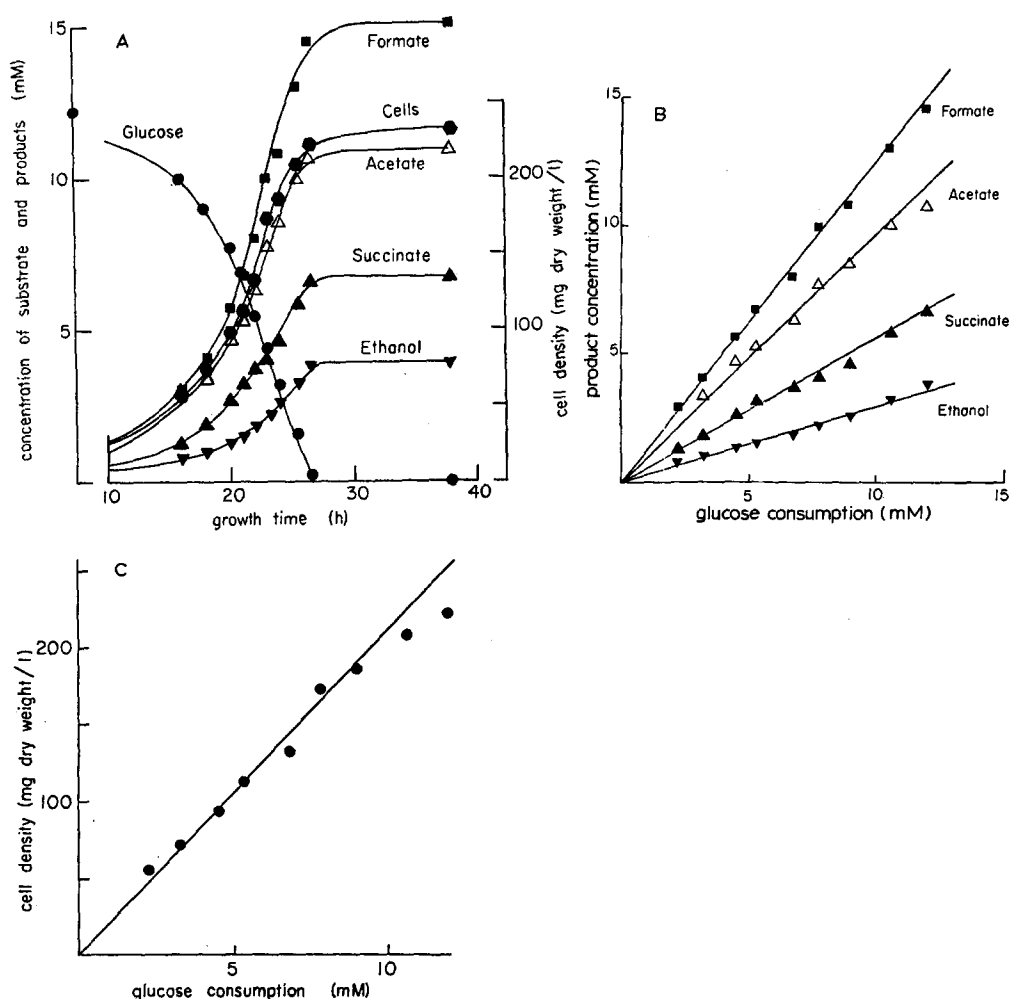 A
concentration of substrate and products (mM)
15
10
5
Glucose
Formate
Cells
Acetate
Succinate
Ethanol
200
100
cell density (mg dry weight/l)
10 20 30 40
growth time (h)
B
product concentration (mM)
15
10
5
Formate
Acetate
Succinate
Ethanol
5 10 15
glucose consumption (mM)
C
cell density (mg dry weight/l)
200
100
5 10
glucose consumption (mM)